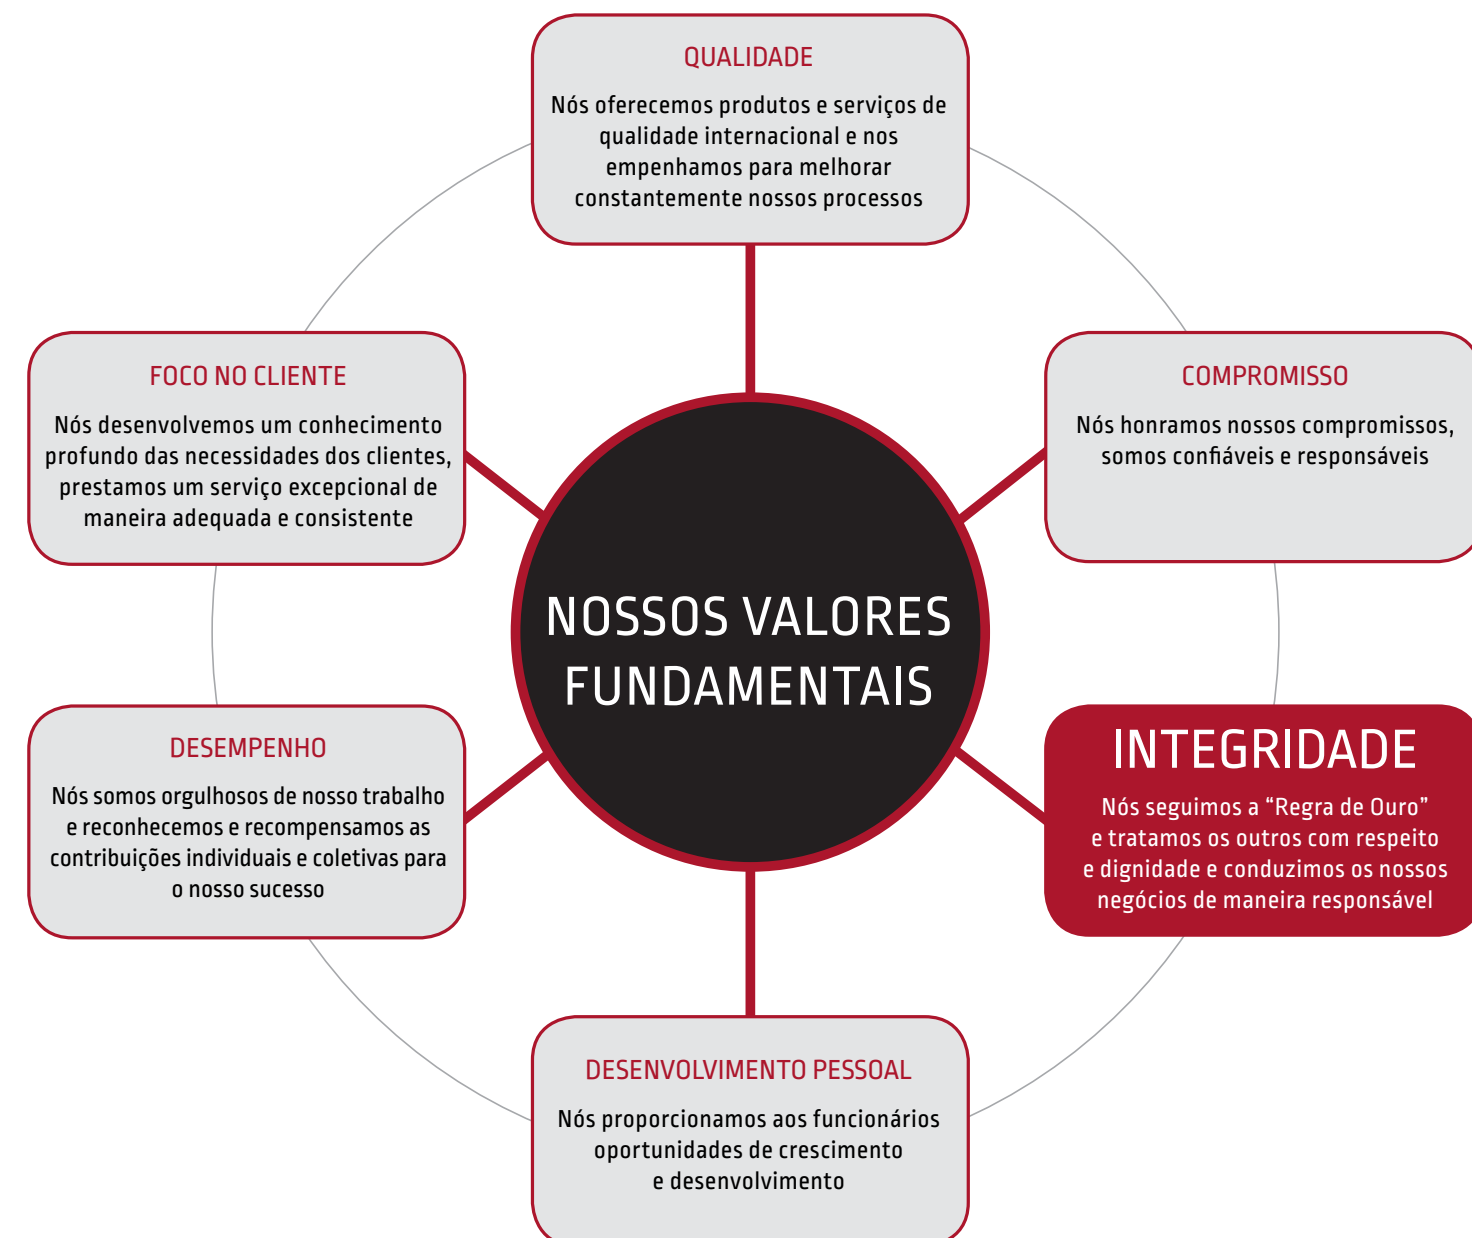 QUALIDADE
Nós oferecemos produtos e serviços de
qualidade internacional e nos
empenhamos para melhorar
constantemente nossos processos
FOCO NO CLIENTE
Nós desenvolvemos um conhecimento
profundo das necessidades dos clientes,
prestamos um serviço excepcional de
maneira adequada e consistente
COMPROMISSO
Nós honramos nossos compromissos,
somos confiáveis e responsáveis
NOSSOS VALORES
FUNDAMENTAIS
DESEMPENHO
Nós somos orgulhosos de nosso trabalho
e reconhecemos e recompensamos as
contribuições individuais e coletivas para
o nosso sucesso
INTEGRIDADE
Nós seguimos a “Regra de Ouro”
e tratamos os outros com respeito
e dignidade e conduzimos os nossos
negócios de maneira responsável
DESENVOLVIMENTO PESSOAL
Nós proporcionamos aos funcionários
oportunidades de crescimento
e desenvolvimento